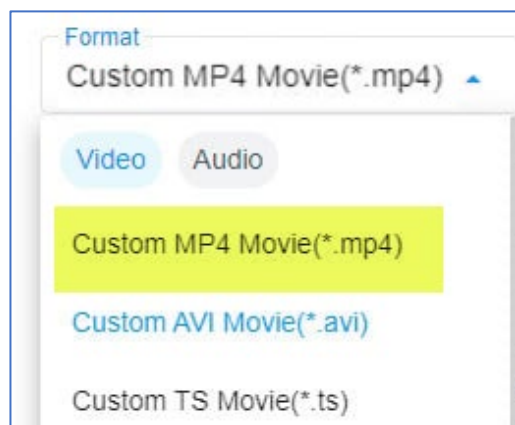 Format
Custom MP4 Movie(*.mp4)
Video Audio
Custom MP4 Movie(*.mp4)
Custom AVI Movie(*.avi)
Custom TS Movie(*.ts)